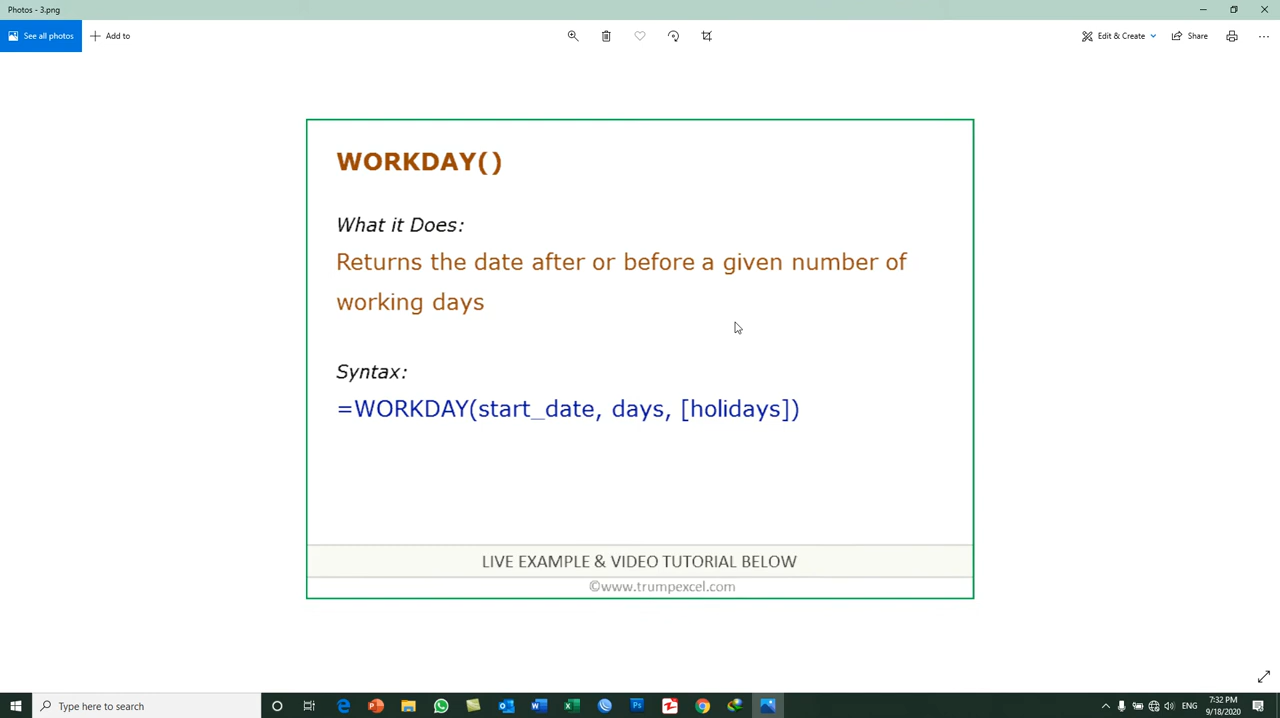 Photos - 3.png
See all photos
Add to
Edit & Create
Share
WORKDAY()
What it Does:
Returns the date after or before a given number of
working days
Syntax:
=WORKDAY(start_date, days, [holidays])
LIVE EXAMPLE & VIDEO TUTORIAL BELOW
©www.trumpexcel.com
Type here to search
ENG
7:32 PM
9/18/2020